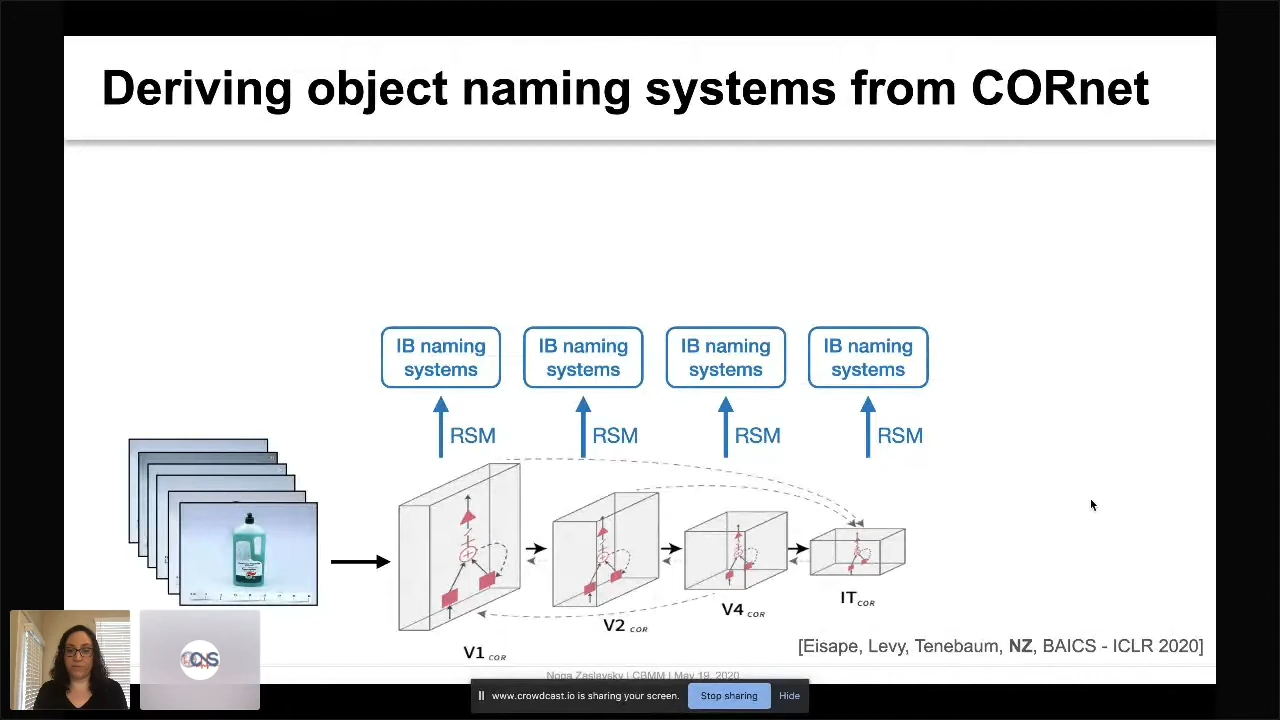 Deriving object naming systems from CORnet
IB naming
systems
IB naming
systems
IB naming
systems
IB naming
systems
RSM
RSM
RSM
RSM
V1 COR
V2 COR
V4 COR
IT COR
[Eisape, Levy, Tenebaum, NZ, BAICS - ICLR 2020]
Noga Zaslavsky | CBMM | May 19, 2020
www.crowdcast.io is sharing your screen.
Stop sharing
Hide